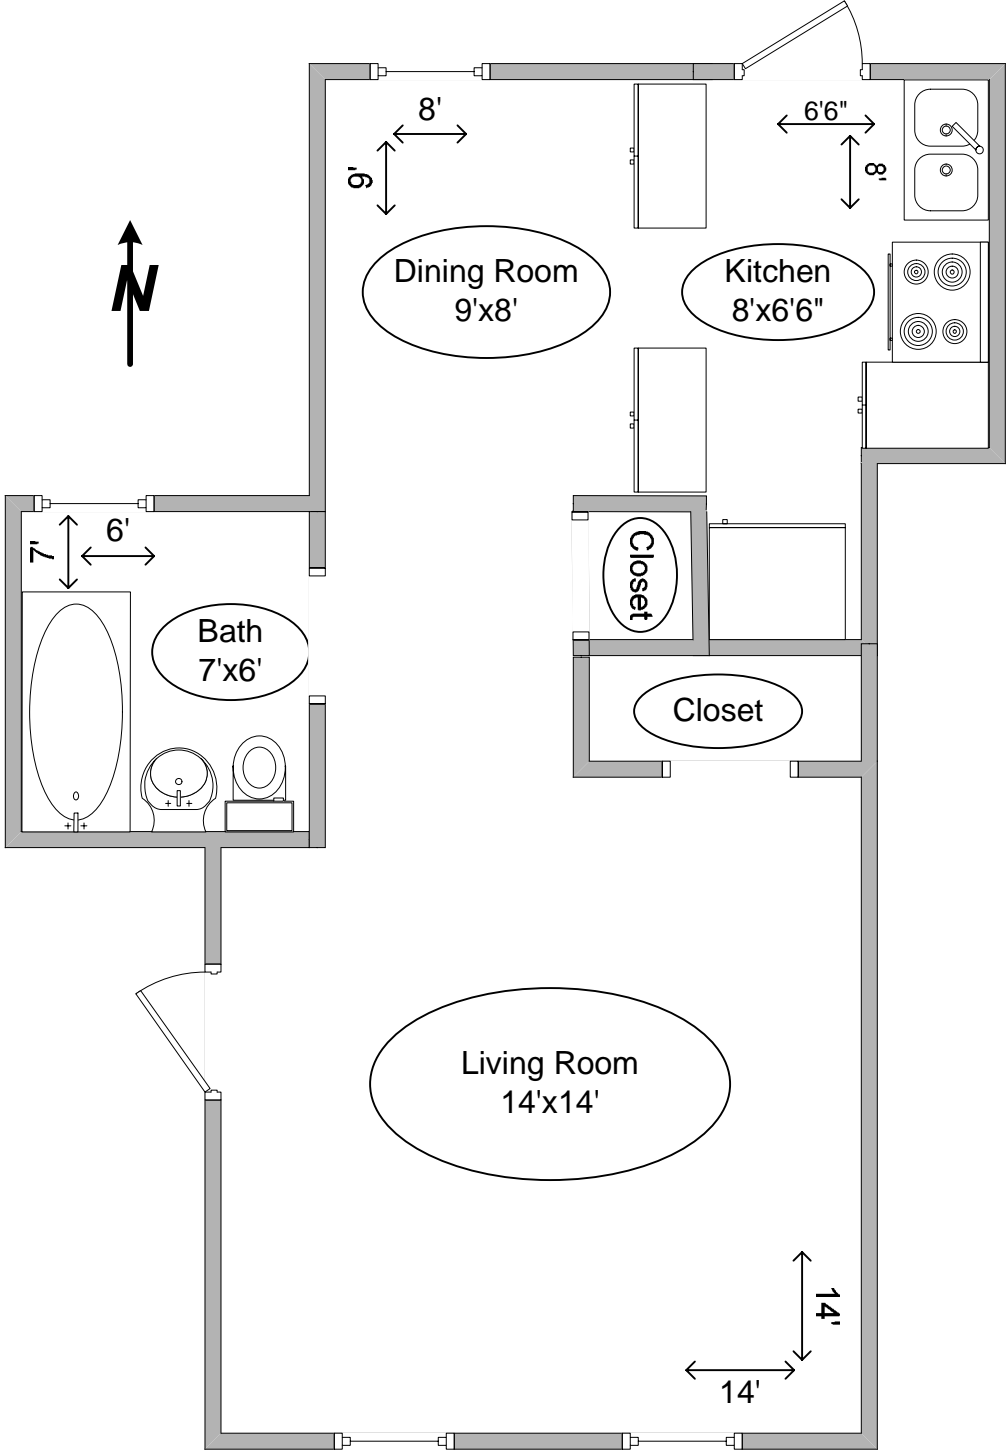 8'
9'
6'6"
8'
Dining Room
9'x8'
Kitchen
8'x6'6"
N
7'
6'
Closet
Bath
7'x6'
Closet
Living Room
14'x14'
14'
14'